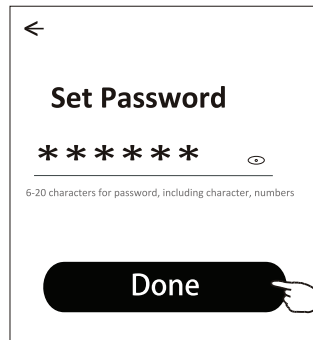 Set Password
******
6-20 characters for password, including character, numbers
Done